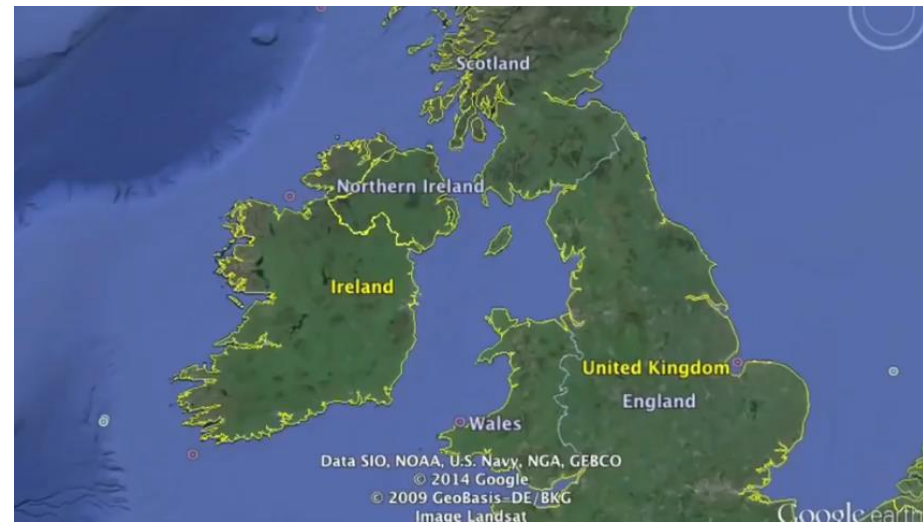 Scotland
Northern Ireland
Ireland
United Kingdom
England
Wales
Data SIO, NOAA, U.S. Navy, NGA, GEBCO
© 2014 Google
© 2009 GeoBasis-DE/BKG
Image Landsat
Google earth